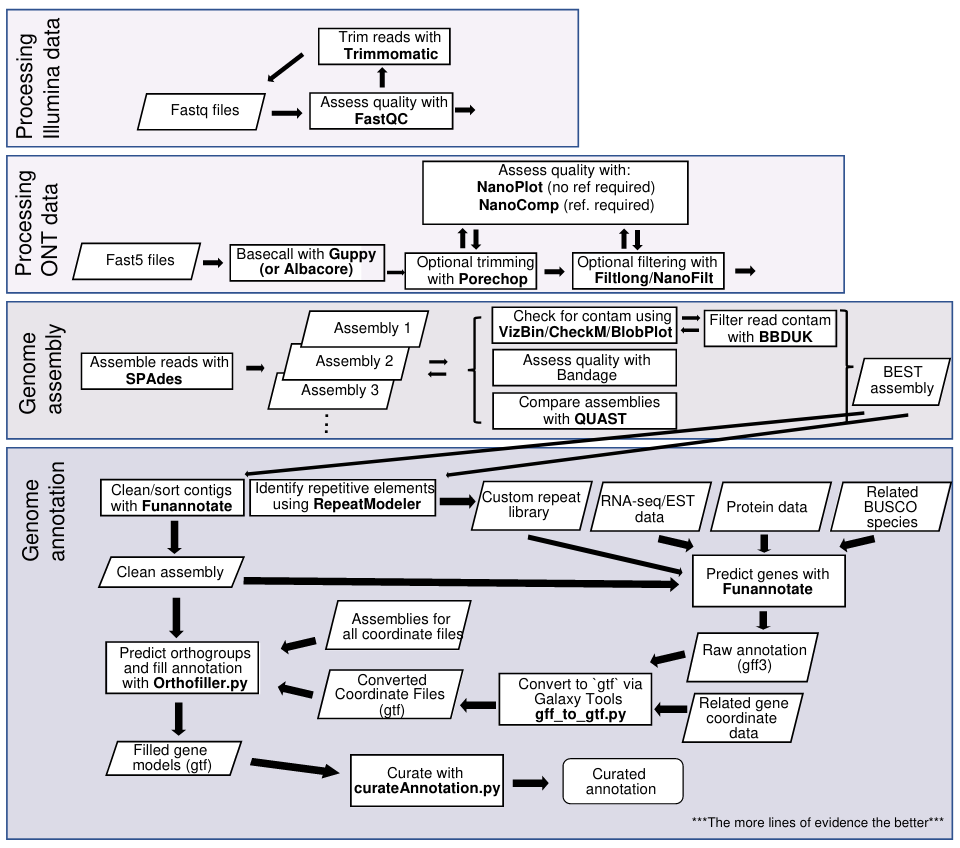 Processing
Illumina data
Trim reads with
Trimmomatic
Fastq files
Assess quality with
FastQC
Processing
ONT data
Assess quality with:
NanoPlot (no ref required)
NanoComp (ref. required)
Fast5 files
Basecall with Guppy
(or Albacore)
Optional trimming
with Porechop
Optional filtering with
Filtlong/NanoFilt
Genome
assembly
Assemble reads with
SPAdes
Assembly 1
Assembly 2
Assembly 3
Check for contam using
VizBin/CheckM/BlobPlot
Filter read contam
with BBDUK
Assess quality with
Bandage
Compare assemblies
with QUAST
BEST
assembly
Genome
annotation
Clean/sort contigs
with Funannotate
Identify repetitive elements
using RepeatModeler
Custom repeat
library
RNA-seq/EST
data
Protein data
Related
BUSCO
species
Clean assembly
Predict genes with
Funannotate
Assemblies for
all coordinate files
Predict orthogroups
and fill annotation
with Orthofiller.py
Raw annotation
(gff3)
Converted
Coordinate Files
(gtf)
Convert to `gtf` via
Galaxy Tools
gff_to_gtf.py
Related gene
coordinate
data
Filled gene
models (gtf)
Curate with
curateAnnotation.py
Curated
annotation
***The more lines of evidence the better***